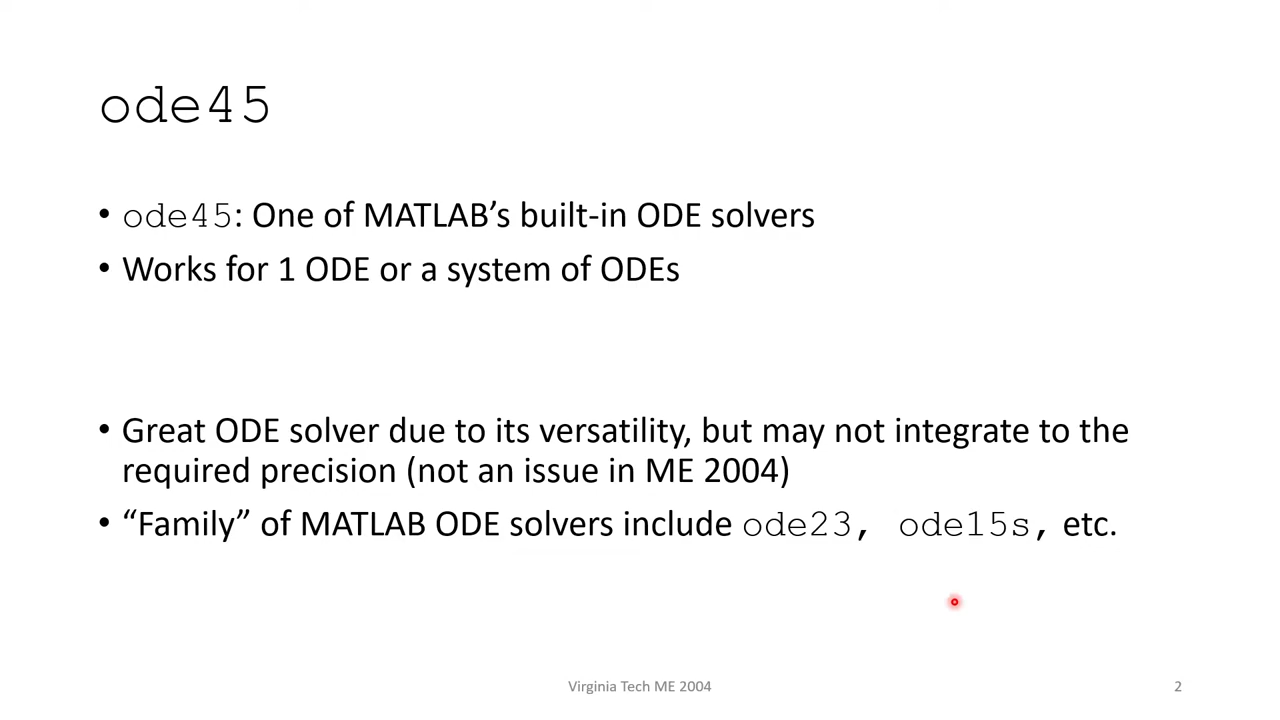 ode45
• ode45: One of MATLAB’s built-in ODE solvers
• Works for 1 ODE or a system of ODEs
• Great ODE solver due to its versatility, but may not integrate to the
required precision (not an issue in ME 2004)
• “Family” of MATLAB ODE solvers include ode23, ode15s, etc.
Virginia Tech ME 2004
2